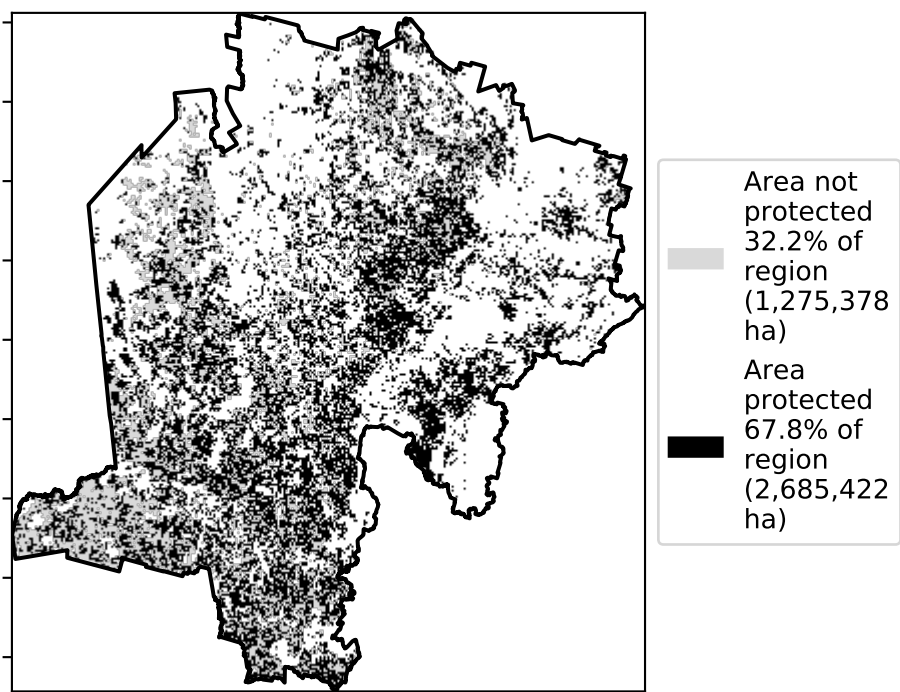 Area not
protected
32.2% of
region
(1,275,378
ha)
Area
protected
67.8% of
region
(2,685,422
ha)